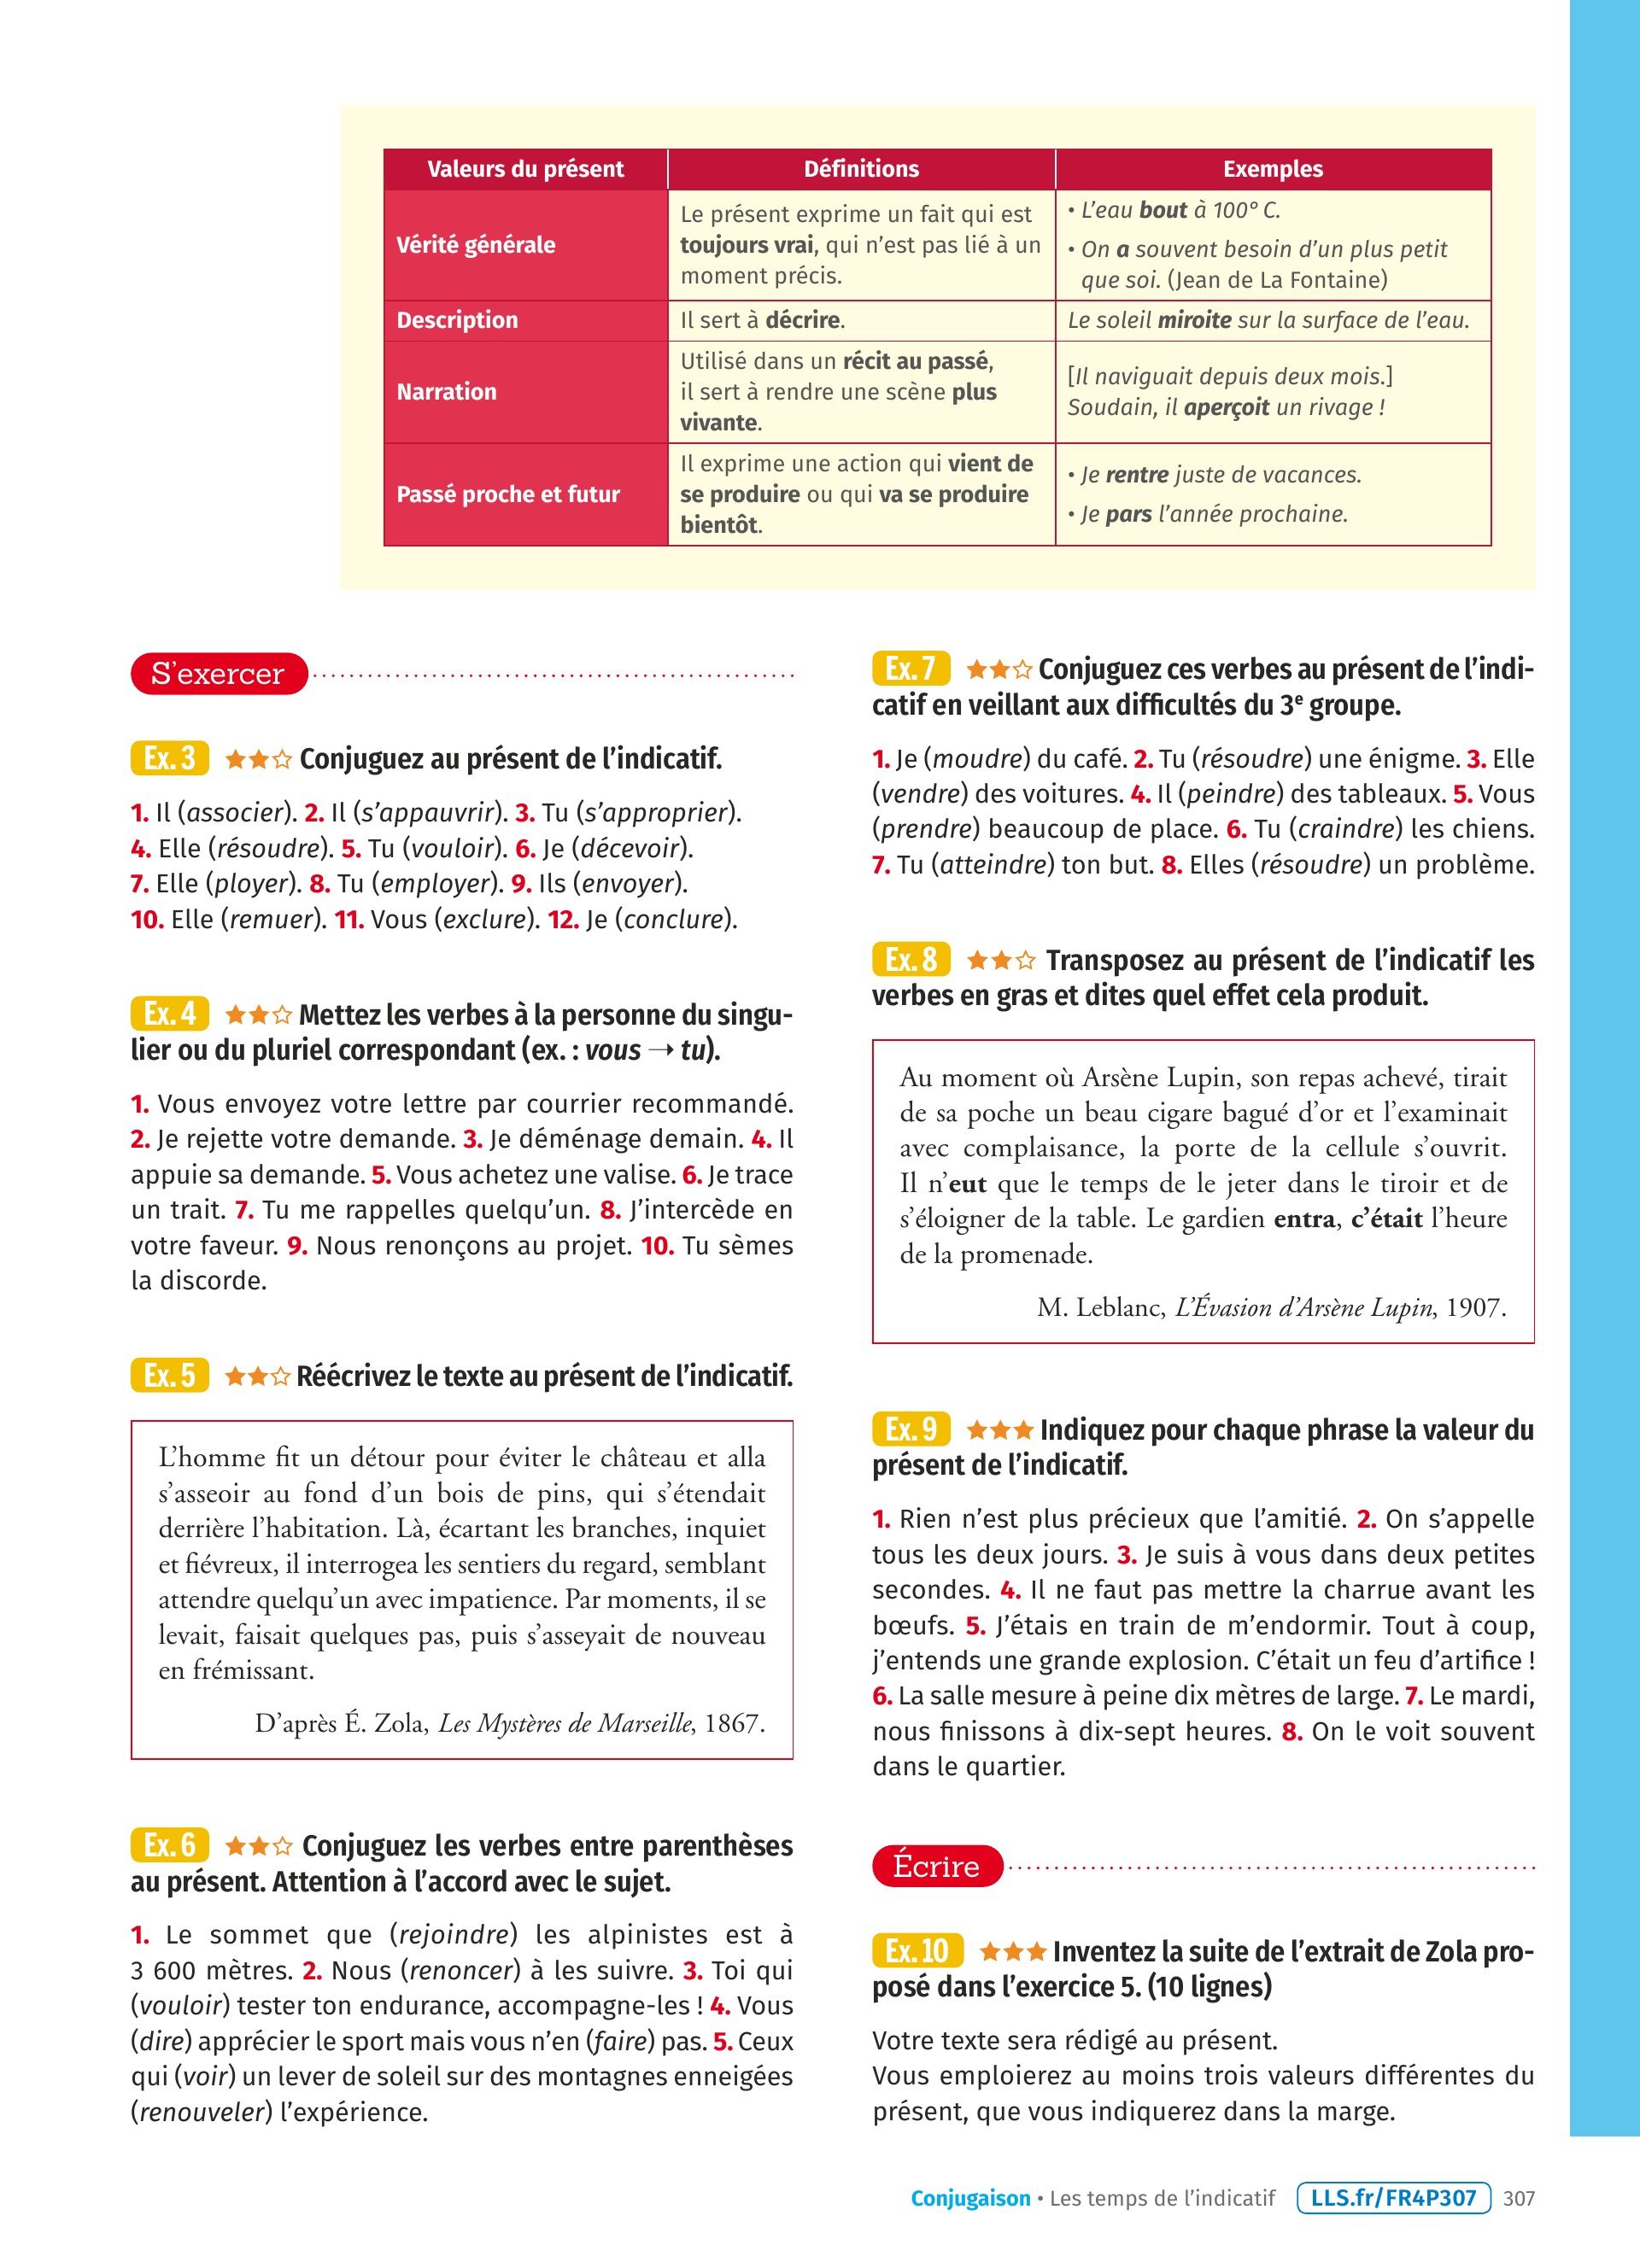 Valeurs du présent
Définitions
Exemples
Vérité générale
Le présent exprime un fait qui est
toujours vrai, qui n’est pas lié à un
moment précis.
• L’eau bout à 100° C.
• On a souvent besoin d’un plus petit
que soi. (Jean de La Fontaine)
Description
Il sert à décrire.
Le soleil miroite sur la surface de l’eau.
Narration
Utilisé dans un récit au passé,
il sert à rendre une scène plus
vivante.
[Il naviguait depuis deux mois.]
Soudain, il aperçoit un rivage !
Passé proche et futur
Il exprime une action qui vient de
se produire ou qui va se produire
bientôt.
• Je rentre juste de vacances.
• Je pars l’année prochaine.
S’exercer
Ex. 3 ★★☆ Conjuguez au présent de l’indicatif.
1. Il (associer). 2. Il (s’appauvrir). 3. Tu (s’approprier).
4. Elle (résoudre). 5. Tu (vouloir). 6. Je (décevoir).
7. Elle (ployer). 8. Tu (employer). 9. Ils (envoyer).
10. Elle (remuer). 11. Vous (exclure). 12. Je (conclure).
Ex. 4 ★★☆ Mettez les verbes à la personne du singu-
lier ou du pluriel correspondant (ex. : vous → tu).
1. Vous envoyez votre lettre par courrier recommandé.
2. Je rejette votre demande. 3. Je déménage demain. 4. Il
appuie sa demande. 5. Vous achetez une valise. 6. Je trace
un trait. 7. Tu me rappelles quelqu’un. 8. J’intercède en
votre faveur. 9. Nous renonçons au projet. 10. Tu sèmes
la discorde.
Ex. 5 ★★☆ Réécrivez le texte au présent de l’indicatif.
L’homme fit un détour pour éviter le château et alla
s’asseoir au fond d’un bois de pins, qui s’étendait
derrière l’habitation. Là, écartant les branches, inquiet
et fiévreux, il interrogea les sentiers du regard, semblant
attendre quelqu’un avec impatience. Par moments, il se
levait, faisait quelques pas, puis s’asseyait de nouveau
en frémissant.
D’après É. Zola, Les Mystères de Marseille, 1867.
Ex. 6 ★★☆ Conjuguez les verbes entre parenthèses
au présent. Attention à l’accord avec le sujet.
1. Le sommet que (rejoindre) les alpinistes est à
3 600 mètres. 2. Nous (renoncer) à les suivre. 3. Toi qui
(vouloir) tester ton endurance, accompagne-les ! 4. Vous
(dire) apprécier le sport mais vous n’en (faire) pas. 5. Ceux
qui (voir) un lever de soleil sur des montagnes enneigées
(renouveler) l’expérience.
Ex. 7 ★★☆ Conjuguez ces verbes au présent de l’indi-
catif en veillant aux difficultés du 3e groupe.
1. Je (moudre) du café. 2. Tu (résoudre) une énigme. 3. Elle
(vendre) des voitures. 4. Il (peindre) des tableaux. 5. Vous
(prendre) beaucoup de place. 6. Tu (craindre) les chiens.
7. Tu (atteindre) ton but. 8. Elles (résoudre) un problème.
Ex. 8 ★★☆ Transposez au présent de l’indicatif les
verbes en gras et dites quel effet cela produit.
Au moment où Arsène Lupin, son repas achevé, tirait
de sa poche un beau cigare bagué d’or et l’examinait
avec complaisance, la porte de la cellule s’ouvrit.
Il n’eut que le temps de le jeter dans le tiroir et de
s’éloigner de la table. Le gardien entra, c’était l’heure
de la promenade.
M. Leblanc, L’Évasion d’Arsène Lupin, 1907.
Ex. 9 ★★★ Indiquez pour chaque phrase la valeur du
présent de l’indicatif.
1. Rien n’est plus précieux que l’amitié. 2. On s’appelle
tous les deux jours. 3. Je suis à vous dans deux petites
secondes. 4. Il ne faut pas mettre la charrue avant les
bœufs. 5. J’étais en train de m’endormir. Tout à coup,
j’entends une grande explosion. C’était un feu d’artifice !
6. La salle mesure à peine dix mètres de large. 7. Le mardi,
nous finissons à dix-sept heures. 8. On le voit souvent
dans le quartier.
Écrire
Ex. 10 ★★★ Inventez la suite de l’extrait de Zola pro-
posé dans l’exercice 5. (10 lignes)
Votre texte sera rédigé au présent.
Vous emploierez au moins trois valeurs différentes du
présent, que vous indiquerez dans la marge.
Conjugaison • Les temps de l’indicatif LLS.fr/FR4P307 307